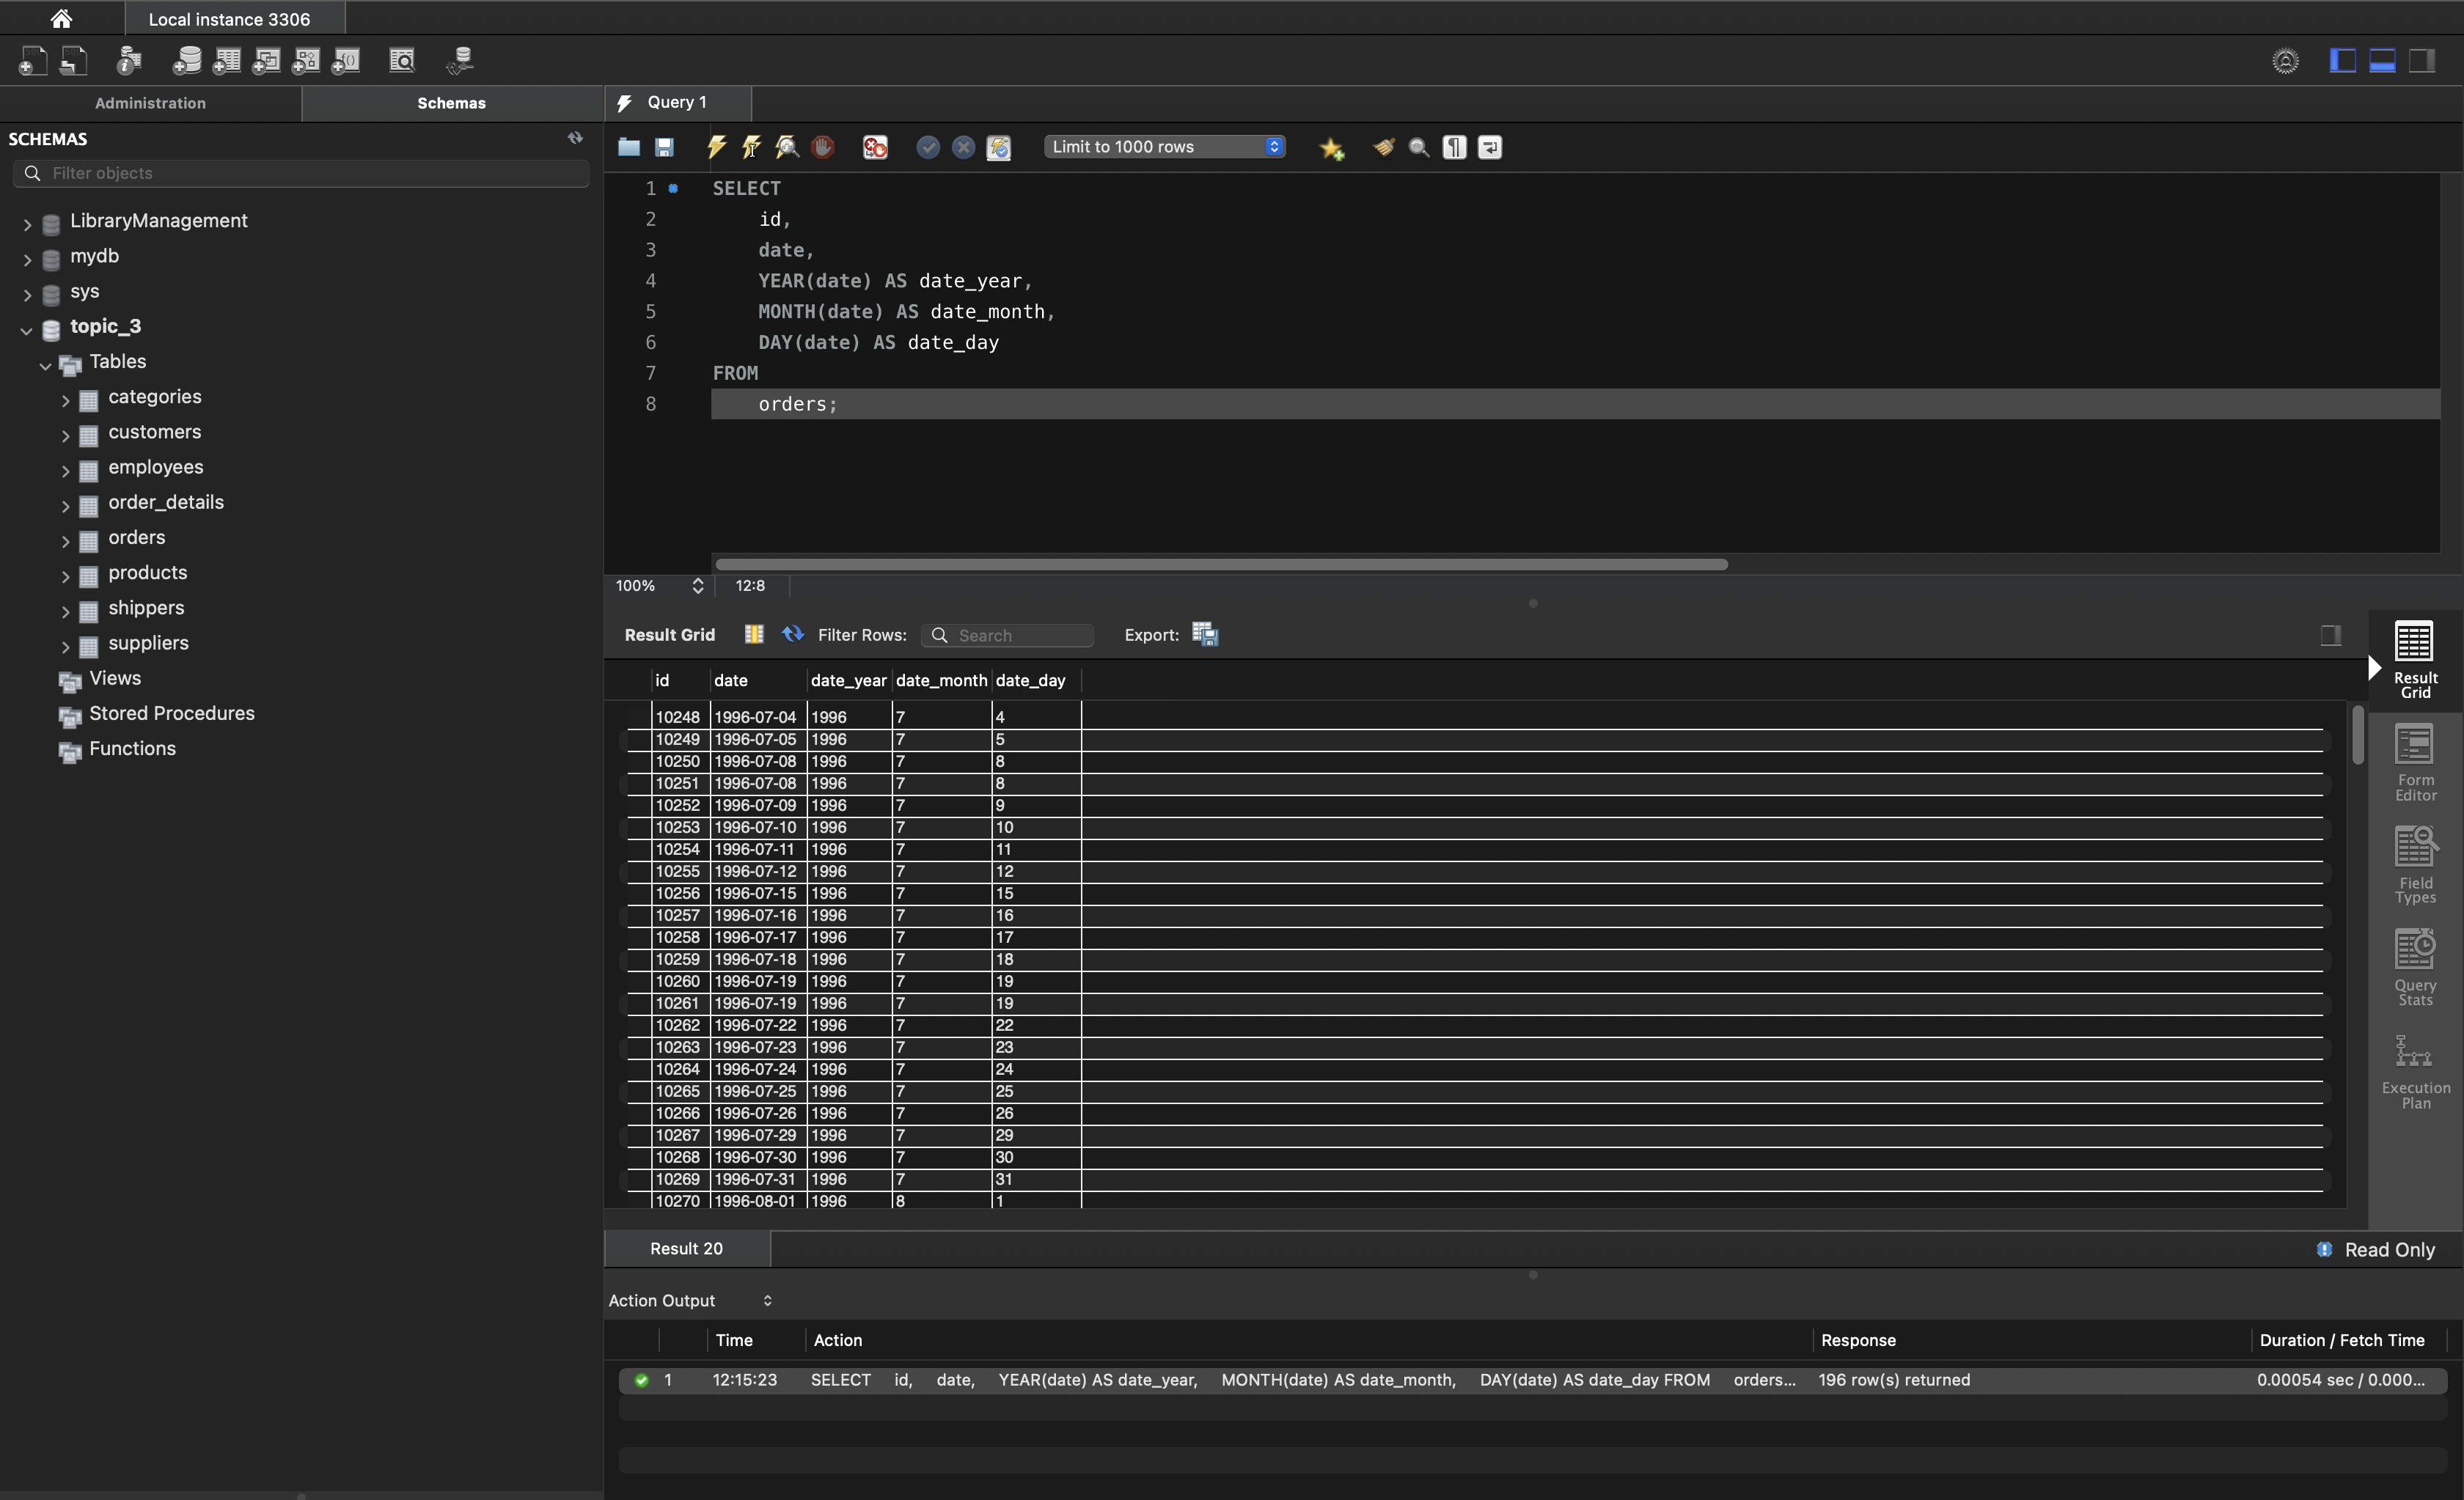 Local instance 3306
Administration
Schemas
Query 1
SCHEMAS
Filter objects
LibraryManagement
mydb
sys
topic_3
Tables
categories
customers
employees
order_details
orders
products
shippers
suppliers
Views
Stored Procedures
Functions
Limit to 1000 rows
1 SELECT
2 id,
3 date,
4 YEAR(date) AS date_year,
5 MONTH(date) AS date_month,
6 DAY(date) AS date_day
7 FROM
8 orders;
100% 12:8
Result Grid Filter Rows: Search Export:
id date date_year date_month date_day
10248 1996-07-04 1996 7 4
10249 1996-07-05 1996 7 5
10250 1996-07-08 1996 7 8
10251 1996-07-08 1996 7 8
10252 1996-07-09 1996 7 9
10253 1996-07-10 1996 7 10
10254 1996-07-11 1996 7 11
10255 1996-07-12 1996 7 12
10256 1996-07-15 1996 7 15
10257 1996-07-16 1996 7 16
10258 1996-07-17 1996 7 17
10259 1996-07-18 1996 7 18
10260 1996-07-19 1996 7 19
10261 1996-07-19 1996 7 19
10262 1996-07-22 1996 7 22
10263 1996-07-23 1996 7 23
10264 1996-07-24 1996 7 24
10265 1996-07-25 1996 7 25
10266 1996-07-26 1996 7 26
10267 1996-07-29 1996 7 29
10268 1996-07-30 1996 7 30
10269 1996-07-31 1996 7 31
10270 1996-08-01 1996 8 1
Result
Grid
Form
Editor
Field
Types
Query
Stats
Execution
Plan
Result 20
Read Only
Action Output
Time Action Response Duration / Fetch Time
1 12:15:23 SELECT id, date, YEAR(date) AS date_year, MONTH(date) AS date_month, DAY(date) AS date_day FROM orders... 196 row(s) returned 0.00054 sec / 0.000...